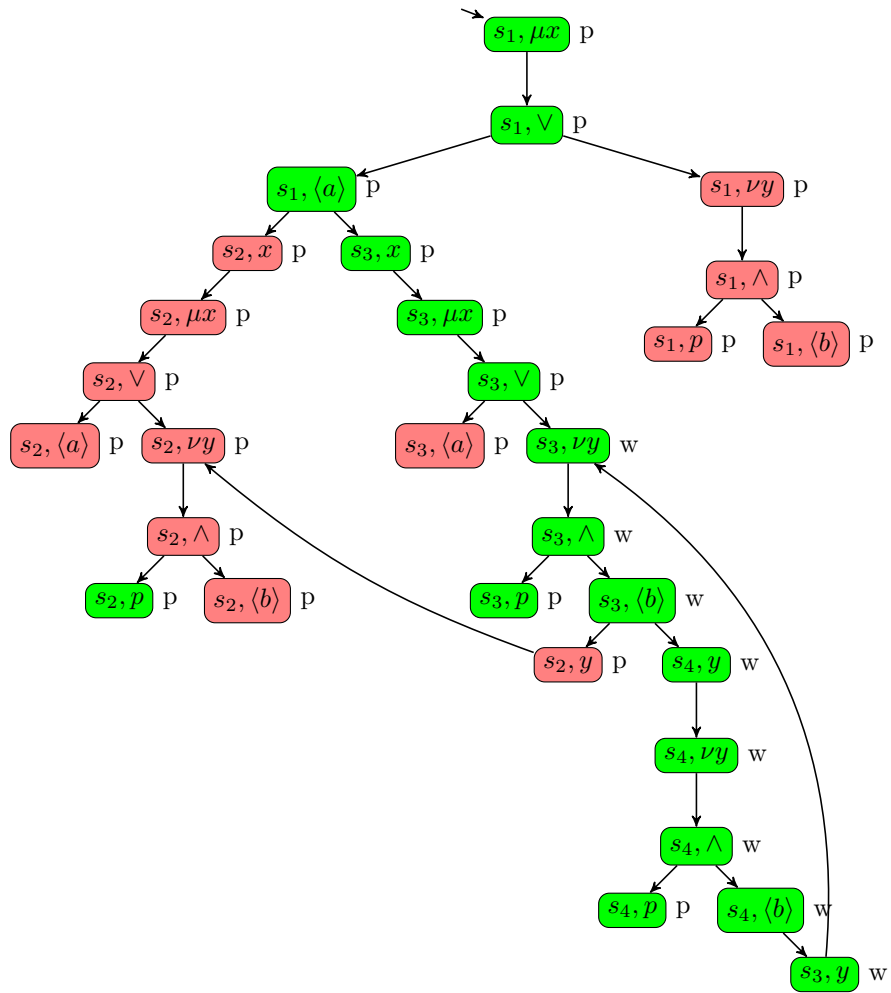 s₁, μx p
s₁, ∨ p
s₁, ⟨a⟩ p
s₁, νy p
s₂, x p
s₃, x p
s₁, ∧ p
s₂, μx p
s₃, μx p
s₁, p p
s₁, ⟨b⟩ p
s₂, ∨ p
s₃, ∨ p
s₂, ⟨a⟩ p
s₂, νy p
s₃, ⟨a⟩ p
s₃, νy w
s₂, ∧ p
s₃, ∧ w
s₂, p p
s₂, ⟨b⟩ p
s₃, p p
s₃, ⟨b⟩ w
s₂, y p
s₄, y w
s₄, νy w
s₄, ∧ w
s₄, p p
s₄, ⟨b⟩ w
s₃, y w